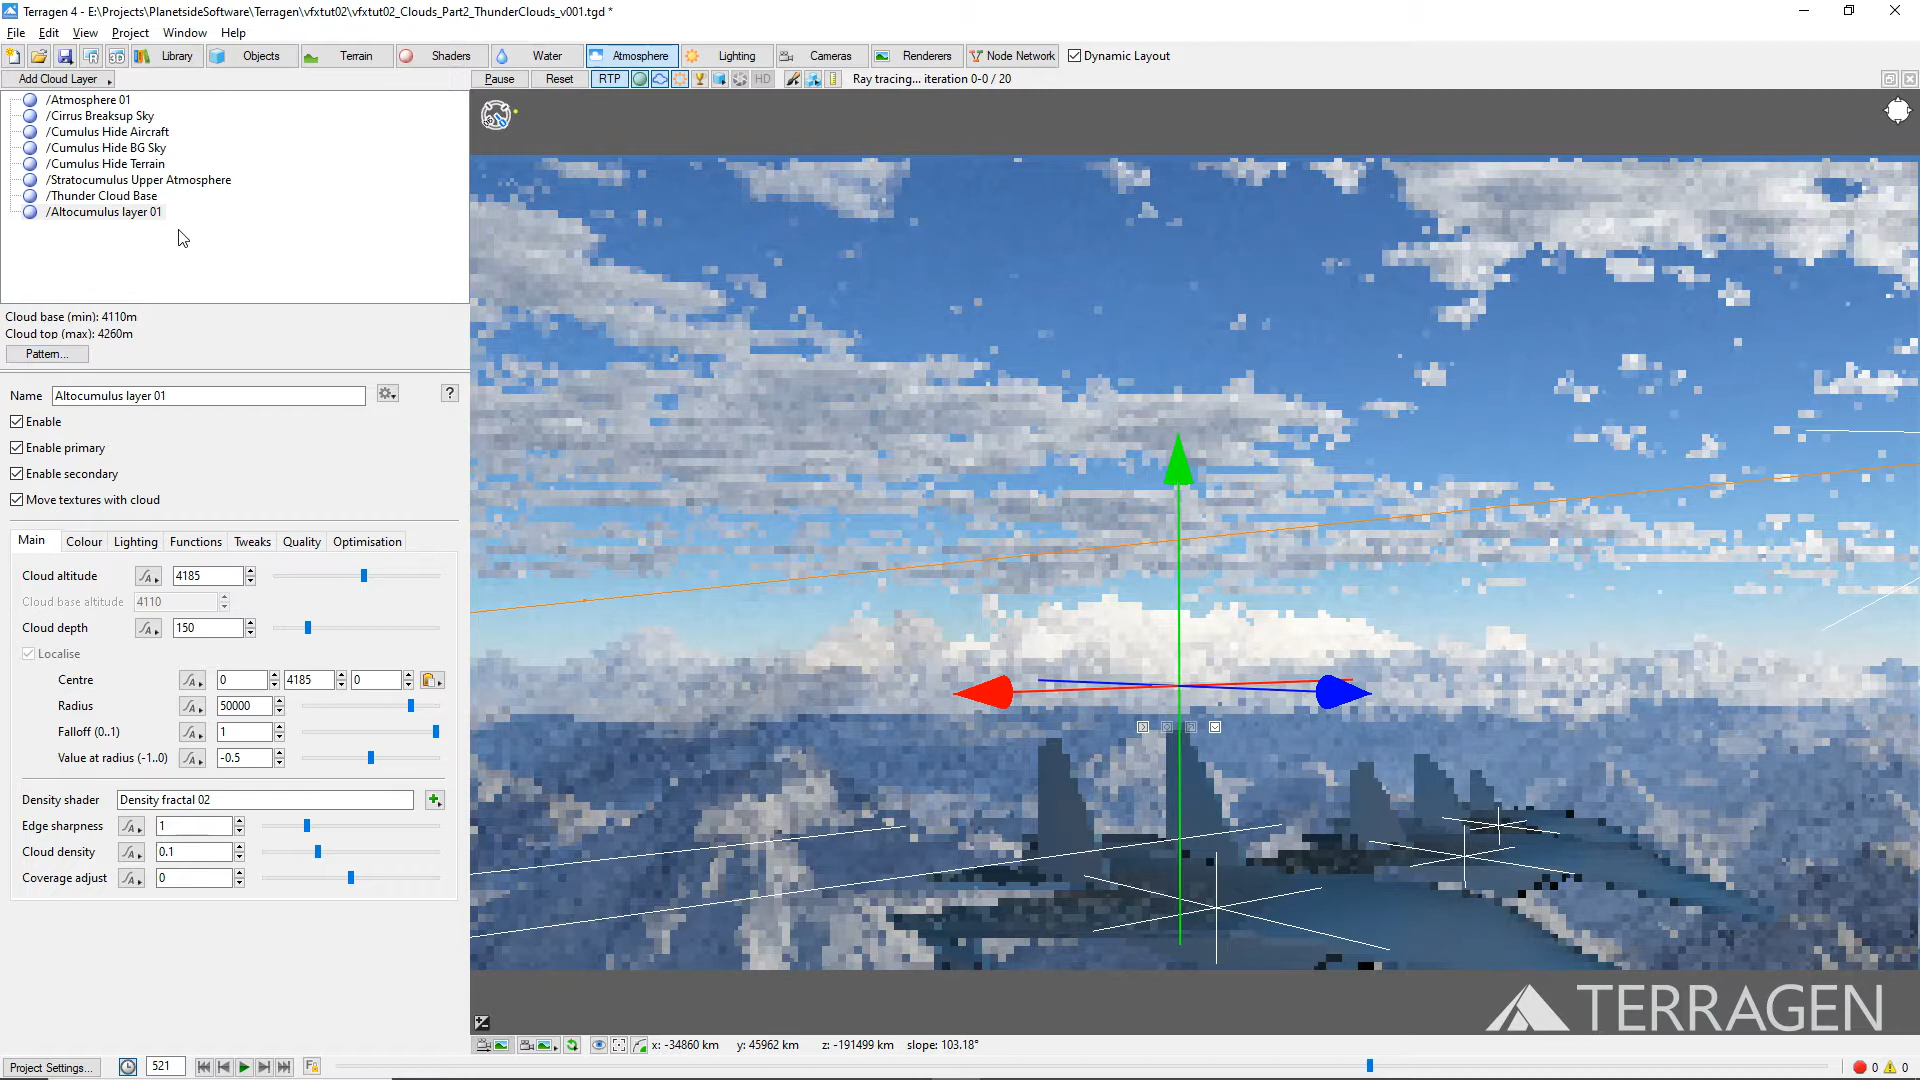 Terragen 4 - E:\Projects\PlanetsideSoftware\Terragen\vfxtut02\vfxtut02_Clouds_Part2_ThunderClouds_v001.tgd *
File Edit View Project Window Help
Library Objects Terrain Shaders Water Atmosphere Lighting Cameras Renderers Node Network Dynamic Layout
Add Cloud Layer Pause Reset RTP HD Ray tracing... iteration 0-0 / 20
/Atmosphere 01
/Cirrus Breaksup Sky
/Cumulus Hide Aircraft
/Cumulus Hide BG Sky
/Cumulus Hide Terrain
/Stratocumulus Upper Atmosphere
/Thunder Cloud Base
/Altocumulus layer 01
Cloud base (min): 4110m
Cloud top (max): 4260m
Pattern...
Name Altocumulus layer 01 ?
Enable
Enable primary
Enable secondary
Move textures with cloud
Main Colour Lighting Functions Tweaks Quality Optimisation
Cloud altitude 4185
Cloud base altitude 4110
Cloud depth 150
Localise
Centre 0 4185 0
Radius 50000
Falloff (0..1) 1
Value at radius (-1..0) -0.5
Density shader Density fractal 02
Edge sharpness 1
Cloud density 0.1
Coverage adjust 0
TERRAGEN
x: -34860 km y: 45962 km z: -191499 km slope: 103.18°
Project Settings... 521 0 0